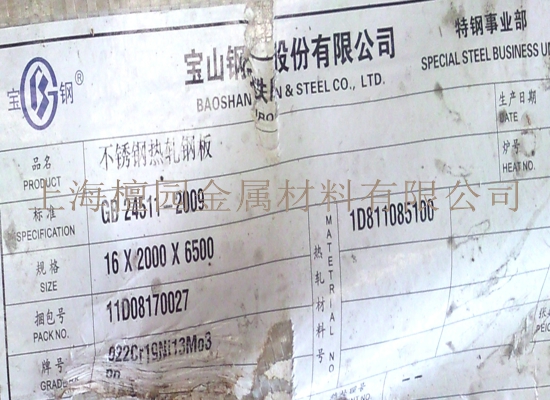 宝钢®
宝山钢 股份有限公司
BAOSHAN N & STEEL CO., LTD.
特钢事业部
SPECIAL STEEL BUSINESS U
生产日期
DATE
品名
PRODUCT
不锈钢热轧钢板
炉号
HEAT NO.
标准
SPECIFICATION
GD 24511-2009
上海檀园金属材料有限公司
规格
SIZE
16 X 2000 X 6500
热轧材料号
MATETRIAL NO
1D811085100
捆包号
PACK NO.
11D08170027
牌号
GRADE
022Cr19Ni13Mo3
--